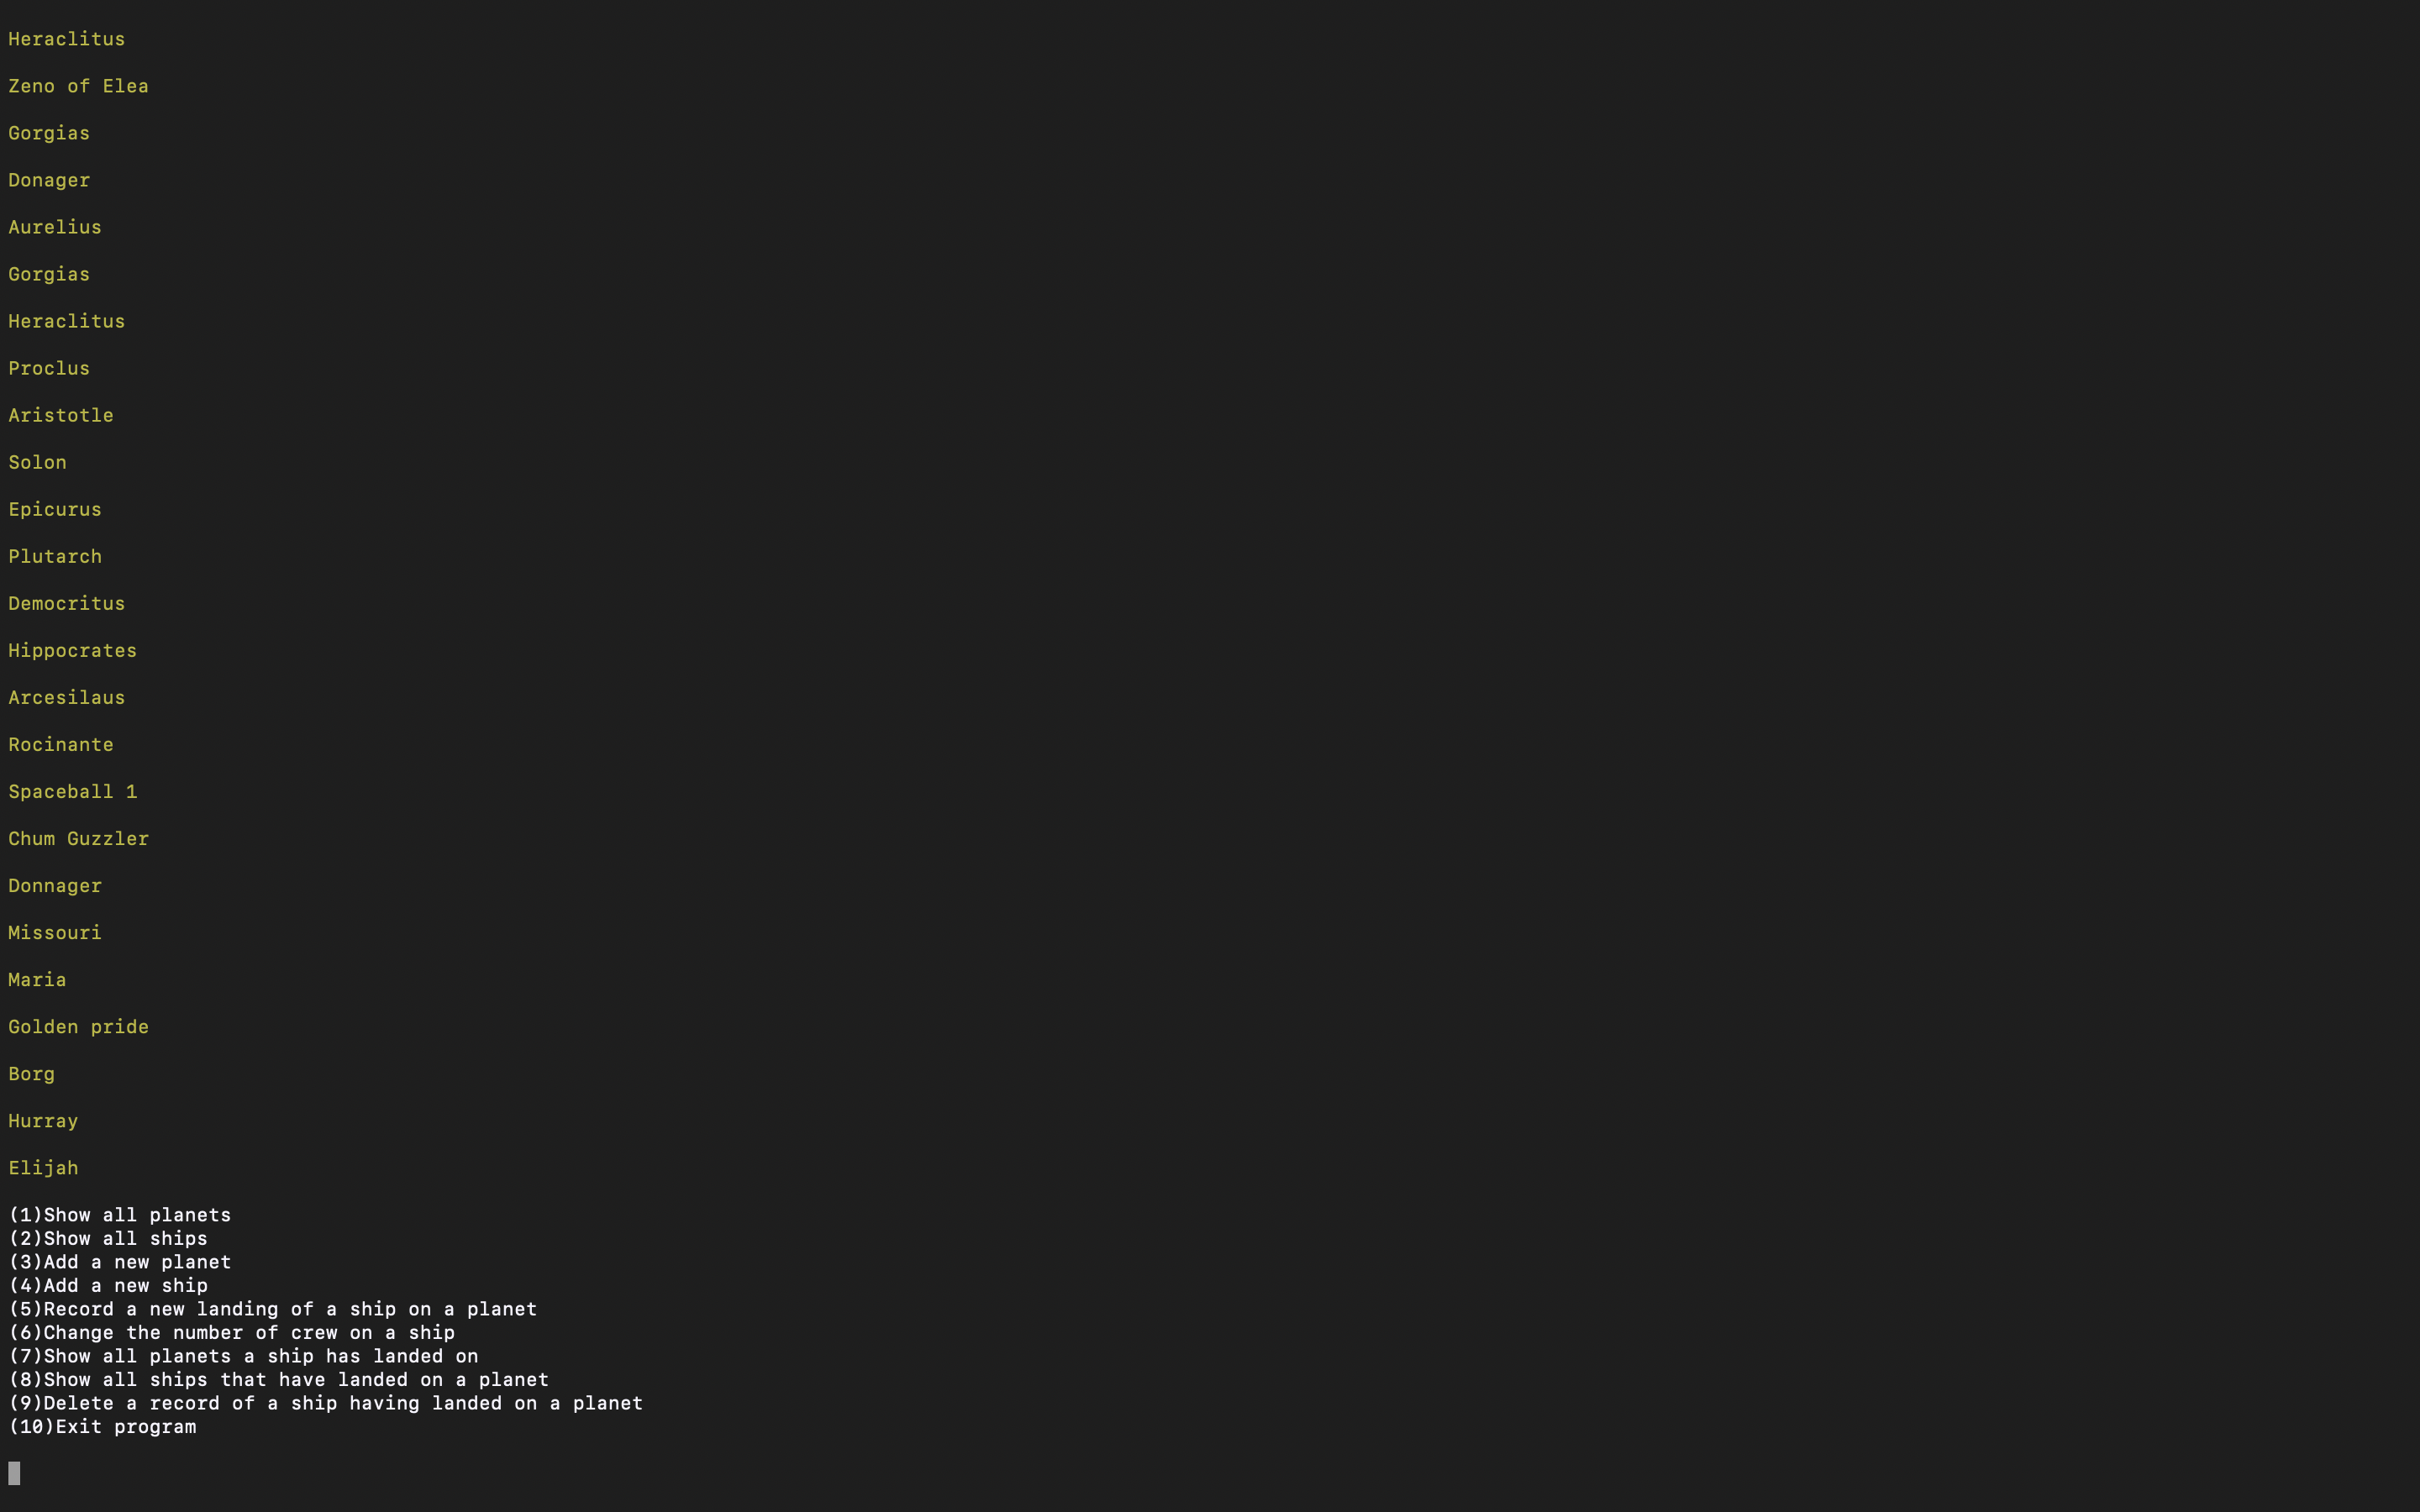 Heraclitus
Zeno of Elea
Gorgias
Donager
Aurelius
Gorgias
Heraclitus
Proclus
Aristotle
Solon
Epicurus
Plutarch
Democritus
Hippocrates
Arcesilaus
Rocinante
Spaceball 1
Chum Guzzler
Donnager
Missouri
Maria
Golden pride
Borg
Hurray
Elijah
(1)Show all planets
(2)Show all ships
(3)Add a new planet
(4)Add a new ship
(5)Record a new landing of a ship on a planet
(6)Change the number of crew on a ship
(7)Show all planets a ship has landed on
(8)Show all ships that have landed on a planet
(9)Delete a record of a ship having landed on a planet
(10)Exit program